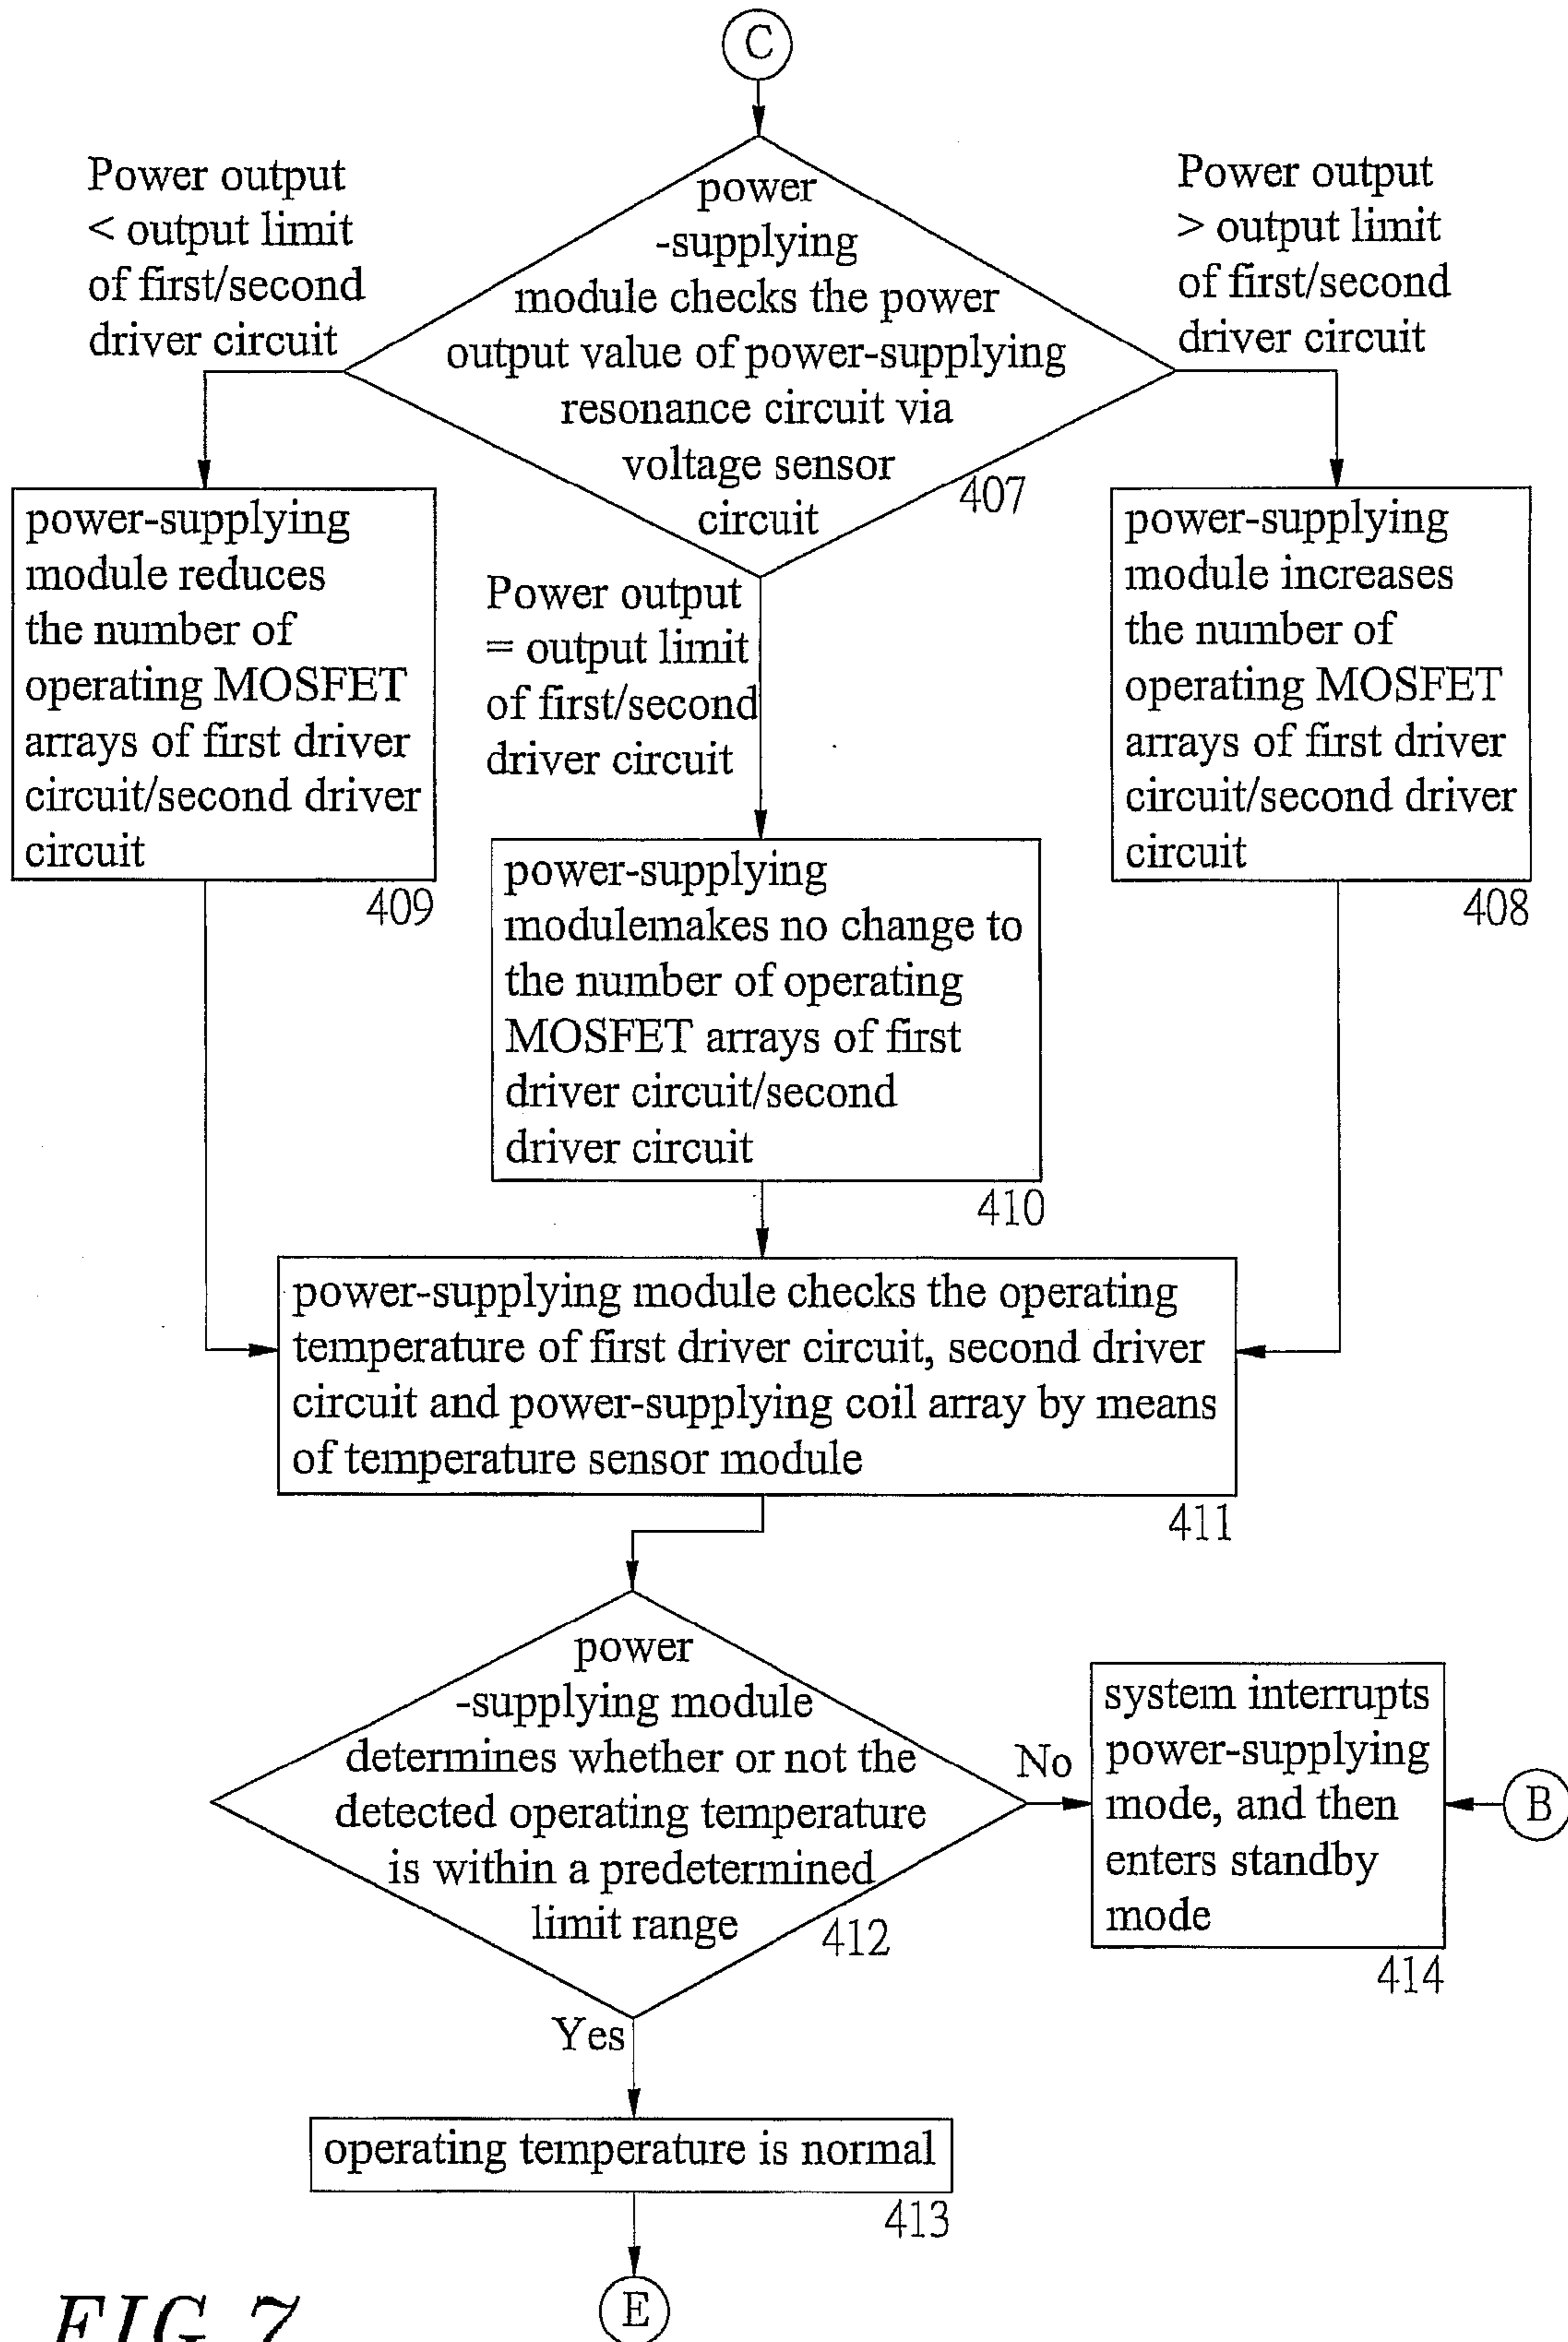 C
Power output
< output limit
of first/second
driver circuit
power
-supplying
module checks the power
output value of power-supplying
resonance circuit via
voltage sensor
circuit
407
Power output
> output limit
of first/second
driver circuit
power-supplying
module reduces
the number of
operating MOSFET
arrays of first driver
circuit/second driver
circuit
409
Power output
= output limit
of first/second
driver circuit
power-supplying
module increases
the number of
operating MOSFET
arrays of first driver
circuit/second driver
circuit
408
power-supplying
modulemakes no change to
the number of operating
MOSFET arrays of first
driver circuit/second
driver circuit
410
power-supplying module checks the operating
temperature of first driver circuit, second driver
circuit and power-supplying coil array by means
of temperature sensor module
411
power
-supplying module
determines whether or not the
detected operating temperature
is within a predetermined
limit range
412
No
system interrupts
power-supplying
mode, and then
enters standby
mode
414
B
Yes
operating temperature is normal
413
E
FIG. 7